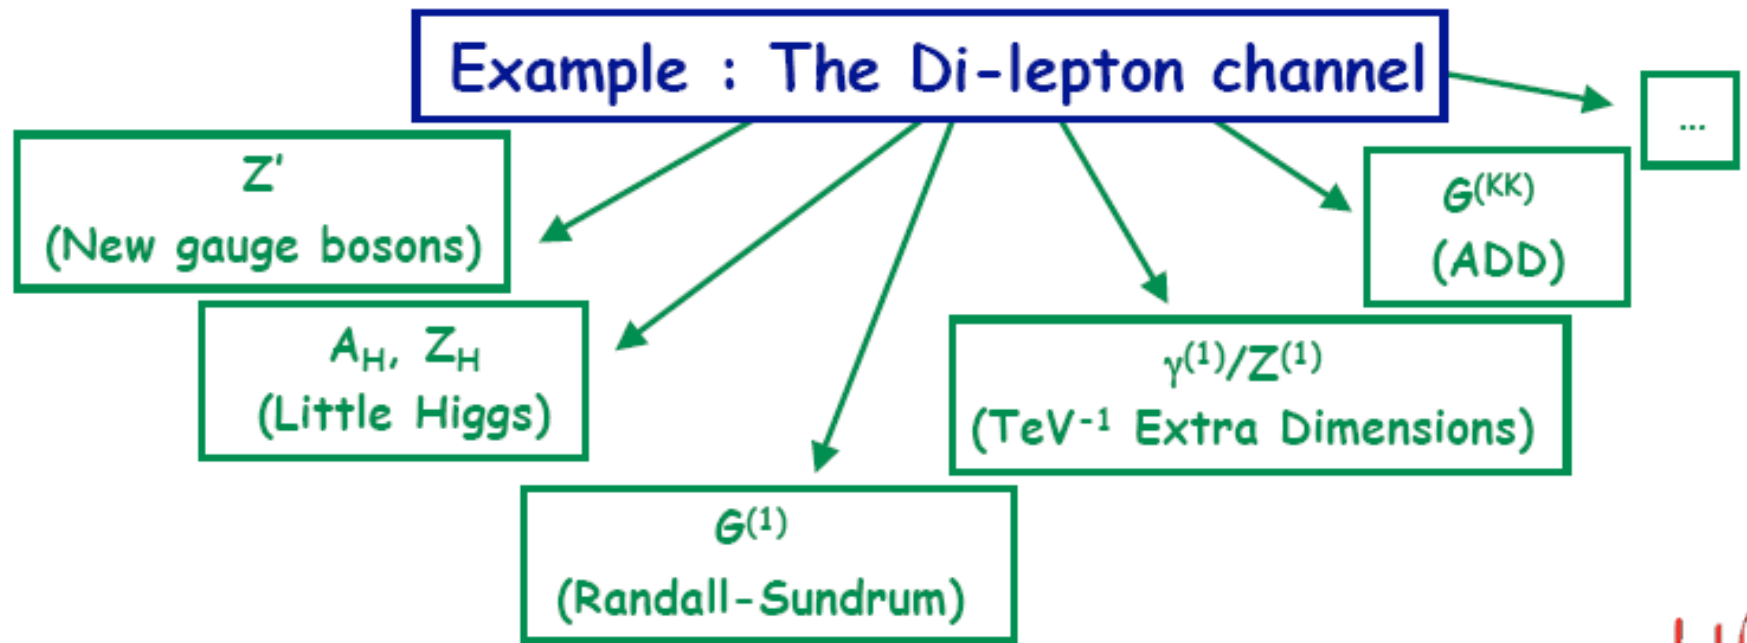 Example : The Di-lepton channel
...
Z'
(New gauge bosons)
G(KK)
(ADD)
AH, ZH
(Little Higgs)
γ(1)/Z(1)
(TeV-1 Extra Dimensions)
G(1)
(Randall-Sundrum)